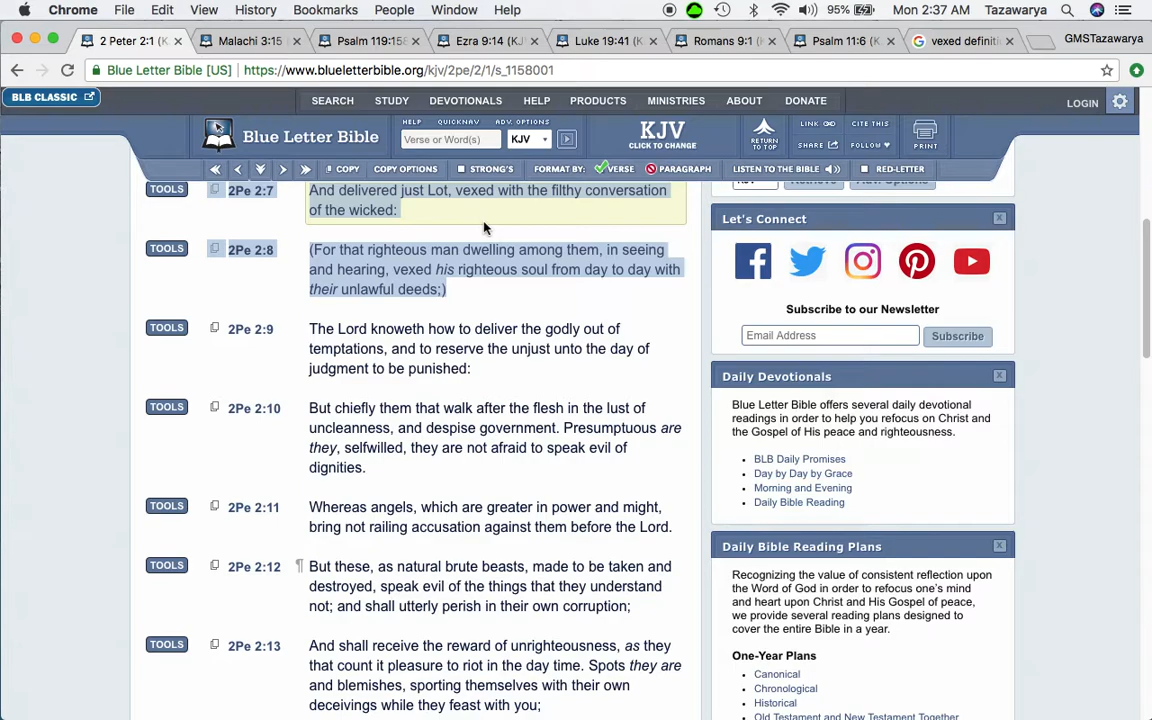 Chrome File Edit View History Bookmarks People Window Help 95% Mon 2:37 AM Tazawarya
2 Peter 2:1 (KJV Malachi 3:15 ( Psalm 119:156 Ezra 9:14 (KJV Luke 19:41 (KJ Romans 9:1 (KJ Psalm 11:6 (KJ vexed definiti GMSTazawarya
Blue Letter Bible [US] https://www.blueletterbible.org/kjv/2pe/2/1/s_1158001
BLB CLASSIC
SEARCH STUDY DEVOTIONALS HELP PRODUCTS MINISTRIES ABOUT DONATE LOGIN
Blue Letter Bible
HELP QUICKNAV ADV. OPTIONS
Verse or Word(s) KJV
KJV
CLICK TO CHANGE
RETURN TO TOP
LINK CITE THIS
SHARE FOLLOW
PRINT
COPY COPY OPTIONS STRONG'S FORMAT BY: VERSE PARAGRAPH LISTEN TO THE BIBLE RED-LETTER
TOOLS 2Pe 2:7 And delivered just Lot, vexed with the filthy conversation
of the wicked:
TOOLS 2Pe 2:8 (For that righteous man dwelling among them, in seeing
and hearing, vexed his righteous soul from day to day with
their unlawful deeds;)
TOOLS 2Pe 2:9 The Lord knoweth how to deliver the godly out of
temptations, and to reserve the unjust unto the day of
judgment to be punished:
TOOLS 2Pe 2:10 But chiefly them that walk after the flesh in the lust of
uncleanness, and despise government. Presumptuous are
they, selfwilled, they are not afraid to speak evil of
dignities.
TOOLS 2Pe 2:11 Whereas angels, which are greater in power and might,
bring not railing accusation against them before the Lord.
TOOLS 2Pe 2:12 ¶ But these, as natural brute beasts, made to be taken and
destroyed, speak evil of the things that they understand
not; and shall utterly perish in their own corruption;
TOOLS 2Pe 2:13 And shall receive the reward of unrighteousness, as they
that count it pleasure to riot in the day time. Spots they are
and blemishes, sporting themselves with their own
deceivings while they feast with you;
Let's Connect
Subscribe to our Newsletter
Email Address Subscribe
Daily Devotionals
Blue Letter Bible offers several daily devotional
readings in order to help you refocus on Christ and
the Gospel of His peace and righteousness.
BLB Daily Promises
Day by Day by Grace
Morning and Evening
Daily Bible Reading
Daily Bible Reading Plans
Recognizing the value of consistent reflection upon
the Word of God in order to refocus one's mind
and heart upon Christ and His Gospel of peace,
we provide several reading plans designed to
cover the entire Bible in a year.
One-Year Plans
Canonical
Chronological
Historical
Old Testament and New Testament Together